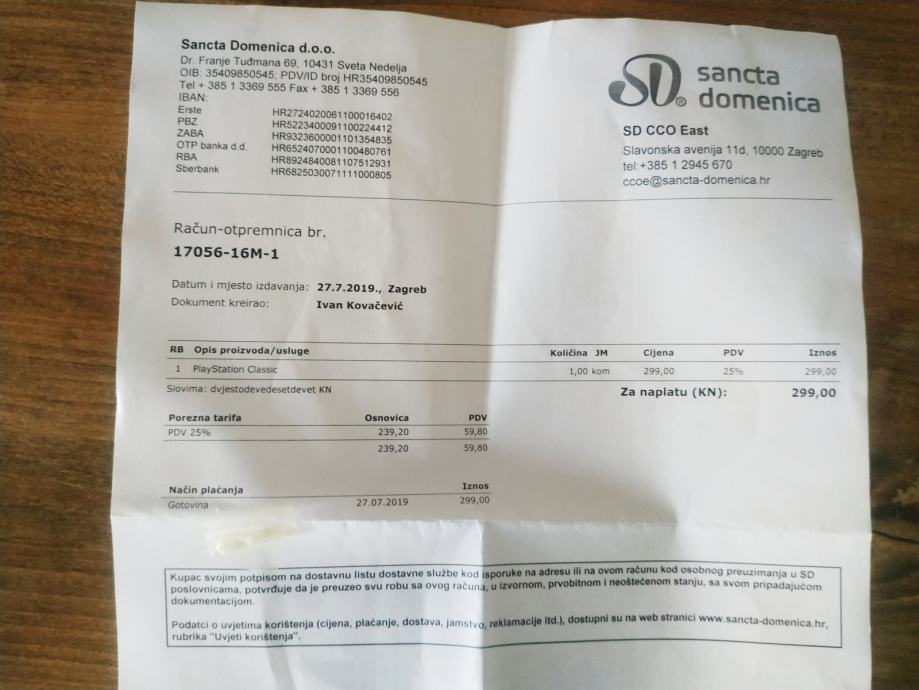 Sancta Domenica d.o.o.
Dr. Franje Tuđmana 69, 10431 Sveta Nedelja
OIB: 35409850545; PDV/ID broj HR35409850545
Tel + 385 1 3369 555 Fax + 385 1 3369 556
IBAN:
Erste HR2724020061100016402
PBZ HR5223400091100224412
ZABA HR9323600001101354835
OTP banka d.d. HR6524070001100480761
RBA HR8924840081107512931
Sberbank HR6825030071111000805
SD® sancta
domenica
SD CCO East
Slavonska avenija 11d, 10000 Zagreb
tel:+385 1 2945 670
ccoe@sancta-domenica.hr
Račun-otpremnica br.
17056-16M-1
Datum i mjesto izdavanja: 27.7.2019., Zagreb
Dokument kreirao: Ivan Kovačević
RB Opis proizvoda/usluge Količina JM Cijena PDV Iznos
1 PlayStation Classic 1,00 kom 299,00 25% 299,00
Slovima: dvjestodevedesetdevet KN
Za naplatu (KN): 299,00
Porezna tarifa Osnovica PDV
PDV 25% 239,20 59,80
239,20 59,80
Način plaćanja Iznos
Gotovina 27.07.2019 299,00
Kupac svojim potpisom na dostavnu listu dostavne službe kod isporuke na adresu ili na ovom računu kod osobnog preuzimanja u SD
poslovnicama, potvrđuje da je preuzeo svu robu sa ovog računa, u izvornom, prvobitnom i neoštećenom stanju, sa svom pripadajućom
dokumentacijom.
Podatci o uvjetima korištenja (cijena, plaćanje, dostava, jamstvo, reklamacije itd.), dostupni su na web stranici www.sancta-domenica.hr,
rubrika "Uvjeti korištenja".